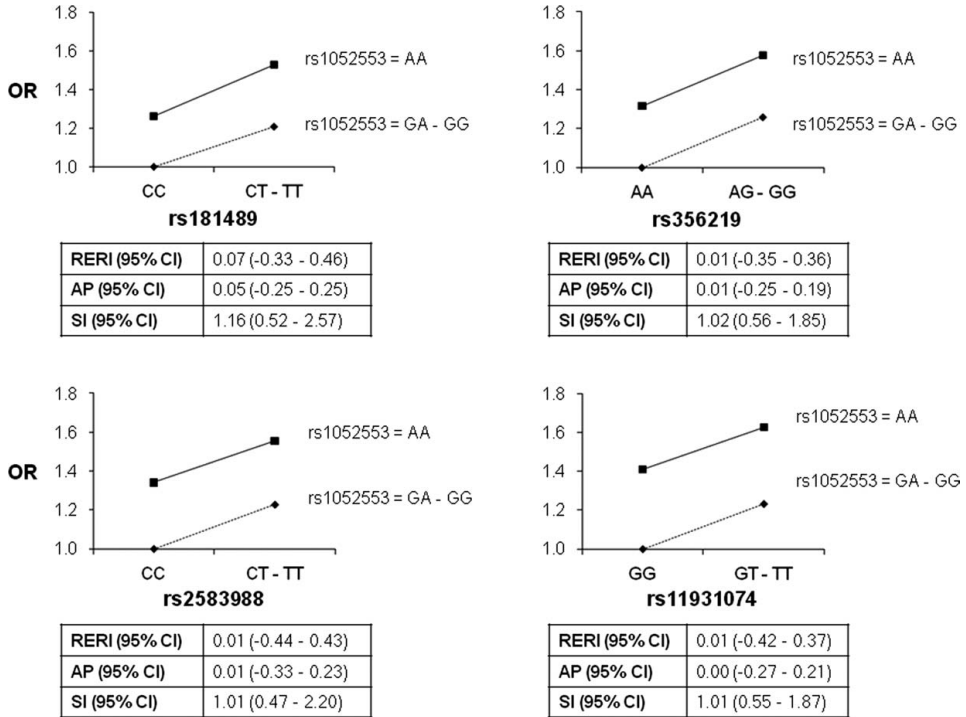 1.8
1.6
1.4
1.2
1.0
OR
rs1052553 = AA
rs1052553 = GA - GG
CC CT - TT
rs181489
RERI (95% CI) 0.07 (-0.33 - 0.46)
AP (95% CI) 0.05 (-0.25 - 0.25)
SI (95% CI) 1.16 (0.52 - 2.57)
1.8
1.6
1.4
1.2
1.0
rs1052553 = AA
rs1052553 = GA - GG
AA AG - GG
rs356219
RERI (95% CI) 0.01 (-0.35 - 0.36)
AP (95% CI) 0.01 (-0.25 - 0.19)
SI (95% CI) 1.02 (0.56 - 1.85)
1.8
1.6
1.4
1.2
1.0
OR
rs1052553 = AA
rs1052553 = GA - GG
CC CT - TT
rs2583988
RERI (95% CI) 0.01 (-0.44 - 0.43)
AP (95% CI) 0.01 (-0.33 - 0.23)
SI (95% CI) 1.01 (0.47 - 2.20)
1.8
1.6
1.4
1.2
1.0
rs1052553 = AA
rs1052553 = GA - GG
GG GT - TT
rs11931074
RERI (95% CI) 0.01 (-0.42 - 0.37)
AP (95% CI) 0.00 (-0.27 - 0.21)
SI (95% CI) 1.01 (0.55 - 1.87)